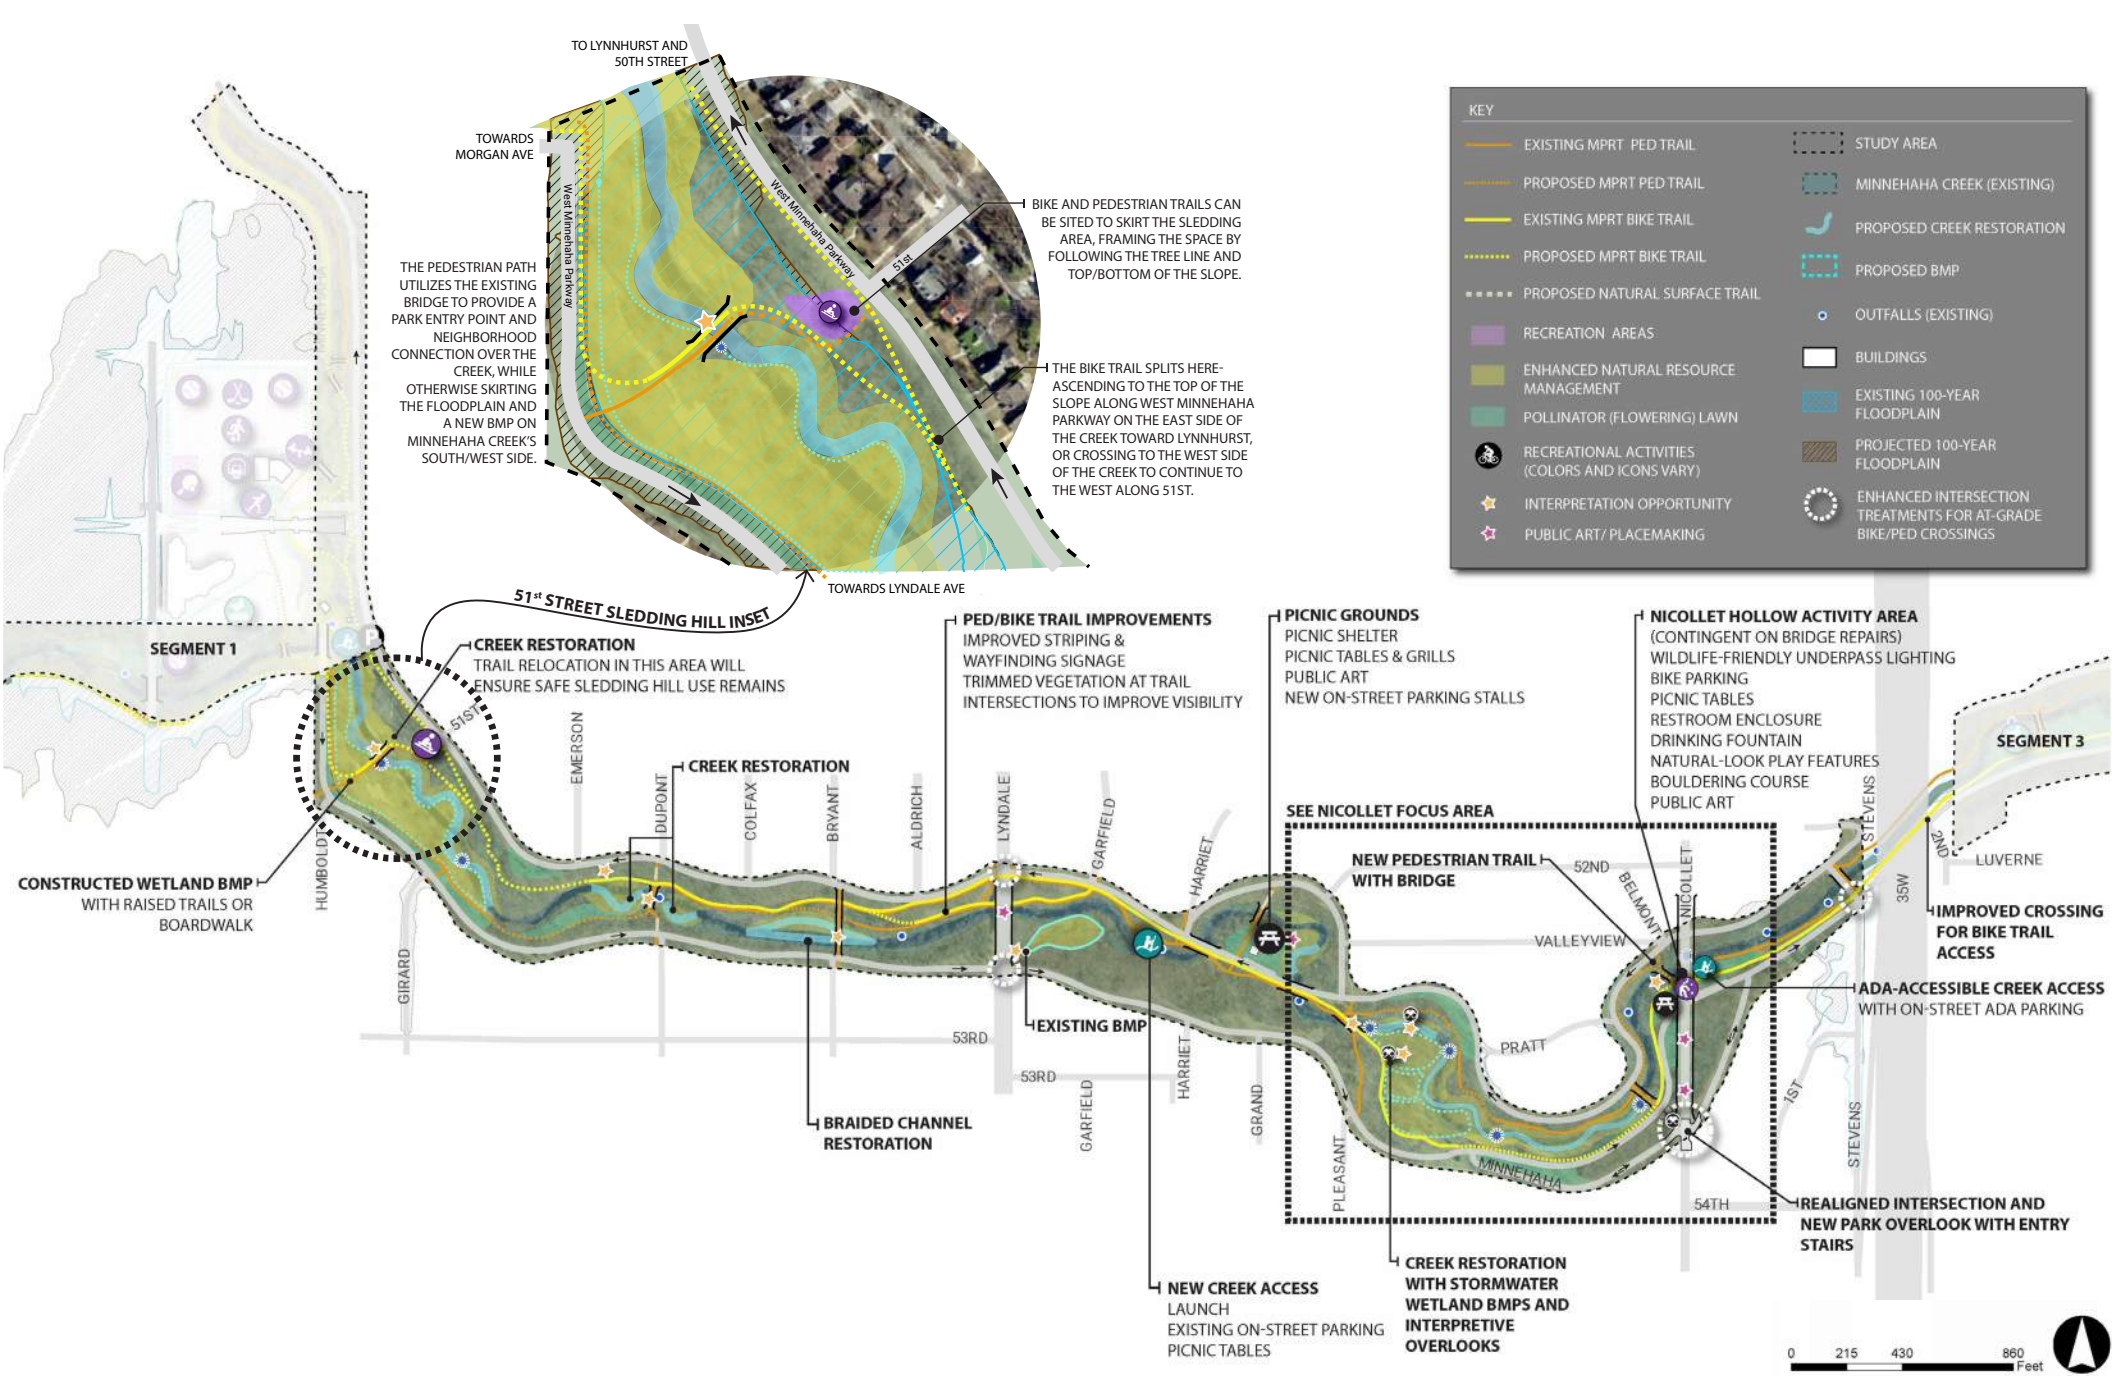 TO LYNNHURST AND
50TH STREET
TOWARDS
MORGAN AVE
West Minnehaha Parkway
West Minnehaha Parkway
51st
BIKE AND PEDESTRIAN TRAILS CAN
BE SITED TO SKIRT THE SLEDDING
AREA, FRAMING THE SPACE BY
FOLLOWING THE TREE LINE AND
TOP/BOTTOM OF THE SLOPE.
THE PEDESTRIAN PATH
UTILIZES THE EXISTING
BRIDGE TO PROVIDE A
PARK ENTRY POINT AND
NEIGHBORHOOD
CONNECTION OVER THE
CREEK, WHILE
OTHERWISE SKIRTING
THE FLOODPLAIN AND
A NEW BMP ON
MINNEHAHA CREEK'S
SOUTH/WEST SIDE.
THE BIKE TRAIL SPLITS HERE-
ASCENDING TO THE TOP OF THE
SLOPE ALONG WEST MINNEHAHA
PARKWAY ON THE EAST SIDE OF
THE CREEK TOWARD LYNNHURST,
OR CROSSING TO THE WEST SIDE
OF THE CREEK TO CONTINUE TO
THE WEST ALONG 51ST.
TOWARDS LYNDALE AVE
51st STREET SLEDDING HILL INSET
KEY
EXISTING MPRT PED TRAIL
PROPOSED MPRT PED TRAIL
EXISTING MPRT BIKE TRAIL
PROPOSED MPRT BIKE TRAIL
PROPOSED NATURAL SURFACE TRAIL
RECREATION AREAS
ENHANCED NATURAL RESOURCE
MANAGEMENT
POLLINATOR (FLOWERING) LAWN
RECREATIONAL ACTIVITIES
(COLORS AND ICONS VARY)
INTERPRETATION OPPORTUNITY
PUBLIC ART/ PLACEMAKING
STUDY AREA
MINNEHAHA CREEK (EXISTING)
PROPOSED CREEK RESTORATION
PROPOSED BMP
OUTFALLS (EXISTING)
BUILDINGS
EXISTING 100-YEAR
FLOODPLAIN
PROJECTED 100-YEAR
FLOODPLAIN
ENHANCED INTERSECTION
TREATMENTS FOR AT-GRADE
BIKE/PED CROSSINGS
SEGMENT 1
P
CREEK RESTORATION
TRAIL RELOCATION IN THIS AREA WILL
ENSURE SAFE SLEDDING HILL USE REMAINS
51ST
PED/BIKE TRAIL IMPROVEMENTS
IMPROVED STRIPING &
WAYFINDING SIGNAGE
TRIMMED VEGETATION AT TRAIL
INTERSECTIONS TO IMPROVE VISIBILITY
PICNIC GROUNDS
PICNIC SHELTER
PICNIC TABLES & GRILLS
PUBLIC ART
NEW ON-STREET PARKING STALLS
NICOLLET HOLLOW ACTIVITY AREA
(CONTINGENT ON BRIDGE REPAIRS)
WILDLIFE-FRIENDLY UNDERPASS LIGHTING
BIKE PARKING
PICNIC TABLES
RESTROOM ENCLOSURE
DRINKING FOUNTAIN
NATURAL-LOOK PLAY FEATURES
BOULDERING COURSE
PUBLIC ART
SEGMENT 3
CREEK RESTORATION
SEE NICOLLET FOCUS AREA
NEW PEDESTRIAN TRAIL
WITH BRIDGE
EMERSON
DUPONT
COLFAX
BRYANT
ALDRICH
LYNDALE
GARFIELD
HARRIET
52ND
BELMONT
NICOLLET
STEVENS
2ND
LUVERNE
35W
VALLEYVIEW
HUMBOLDT
GIRARD
CONSTRUCTED WETLAND BMP
WITH RAISED TRAILS OR
BOARDWALK
IMPROVED CROSSING
FOR BIKE TRAIL
ACCESS
ADA-ACCESSIBLE CREEK ACCESS
WITH ON-STREET ADA PARKING
EXISTING BMP
53RD
53RD
GARFIELD
HARRIET
GRAND
PLEASANT
PRATT
1ST
STEVENS
MINNEHAHA
54TH
BRAIDED CHANNEL
RESTORATION
REALIGNED INTERSECTION AND
NEW PARK OVERLOOK WITH ENTRY
STAIRS
NEW CREEK ACCESS
LAUNCH
EXISTING ON-STREET PARKING
PICNIC TABLES
CREEK RESTORATION
WITH STORMWATER
WETLAND BMPS AND
INTERPRETIVE
OVERLOOKS
0 215 430 860
Feet